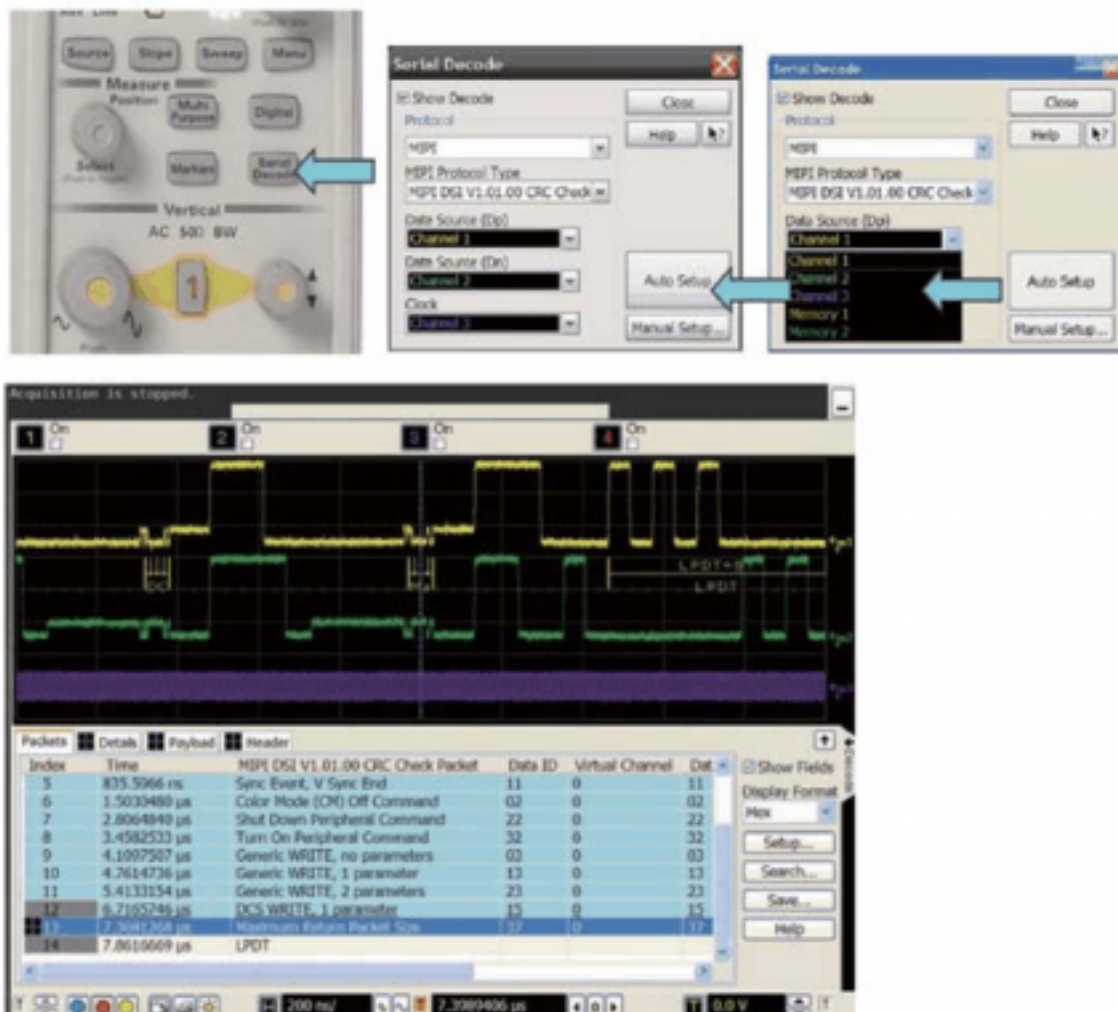 Source Slope Sweep Menu
Measure
Position
Multi Purpose
Digital
Select
Markers
Serial Decode
Vertical
AC 50Ω BW
1
Serial Decode
Show Decode
Close
Protocol
Help
MIPI
MIPI Protocol Type
MIPI DSI V1.01.00 CRC Check
Data Source (Dp)
Channel 1
Data Source (Dn)
Channel 2
Auto Setup
Clock
Channel 3
Manual Setup...
Serial Decode
Show Decode
Close
Protocol
Help
MIPI
MIPI Protocol Type
MIPI DSI V1.01.00 CRC Check
Data Source (Dp)
Channel 1
Channel 1
Channel 2
Channel 3
Memory 1
Memory 2
Auto Setup
Manual Setup...
Acquisition is stopped.
1 On 2 On 3 On 4 On
LPDT
Packets Details Payload Header
Index Time MIPI DSI V1.01.00 CRC Check Packet Data ID Virtual Channel Dat
5 835.5966 ns Sync Event, V Sync End 11 0 11
6 1.5030480 µs Color Mode (CM) Off Command 02 0 02
7 2.8064840 µs Shut Down Peripheral Command 22 0 22
8 3.4582533 µs Turn On Peripheral Command 32 0 32
9 4.1097507 µs Generic WRITE, no parameters 03 0 03
10 4.7614736 µs Generic WRITE, 1 parameter 13 0 13
11 5.4133154 µs Generic WRITE, 2 parameters 23 0 23
12 6.7165246 µs DCS WRITE, 1 parameter 15 0 15
13 Maximum Return Packet Size 37 0 37
14 7.8616669 µs LPDT
Show Fields
Display Format
Hex
Setup...
Search...
Save...
Help
Decode
H 200 ns/ 7.3989406 µs 0 T 0.0 V